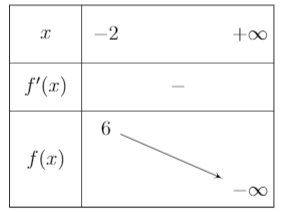 x −2 +∞
f′(x) −
6
f(x)
−∞